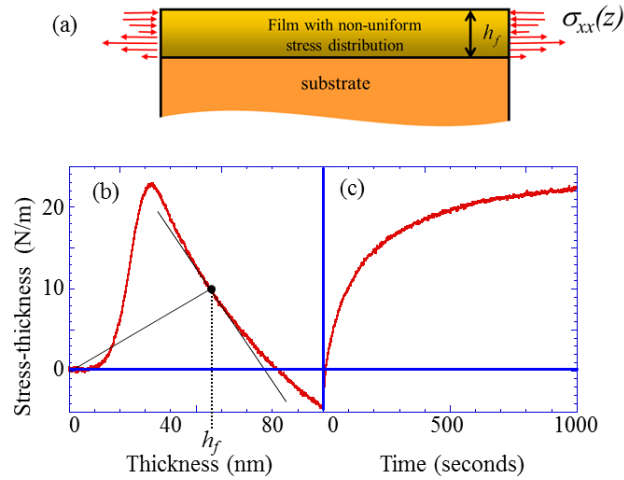 (a)
Film with non-uniform
stress distribution
h_f
σ_xx(z)
substrate
Stress-thickness (N/m)
20
10
0
(b)
(c)
0 40 80
h_f
Thickness (nm)
0 500 1000
Time (seconds)